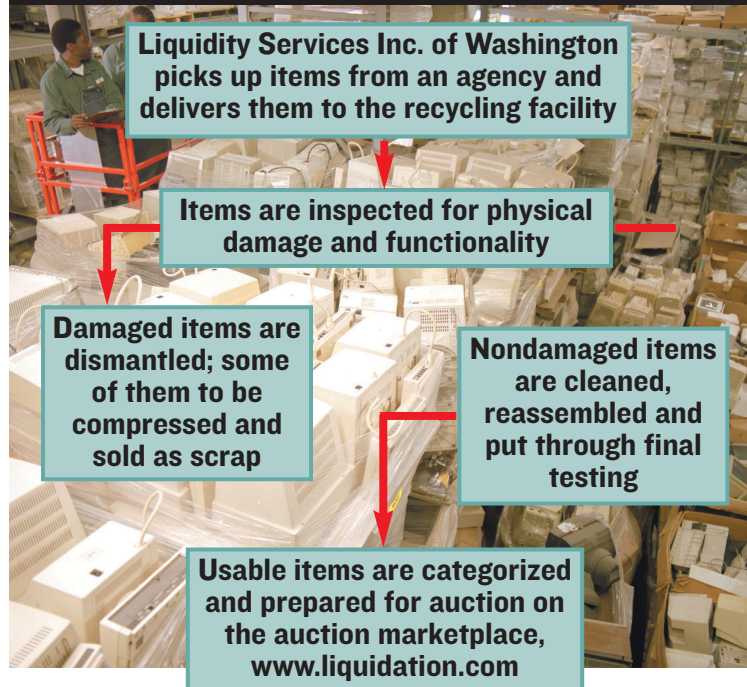 Liquidity Services Inc. of Washington
picks up items from an agency and
delivers them to the recycling facility
Items are inspected for physical
damage and functionality
Damaged items are
dismantled; some
of them to be
compressed and
sold as scrap
Nondamaged items
are cleaned,
reassembled and
put through final
testing
Usable items are categorized
and prepared for auction on
the auction marketplace,
www.liquidation.com